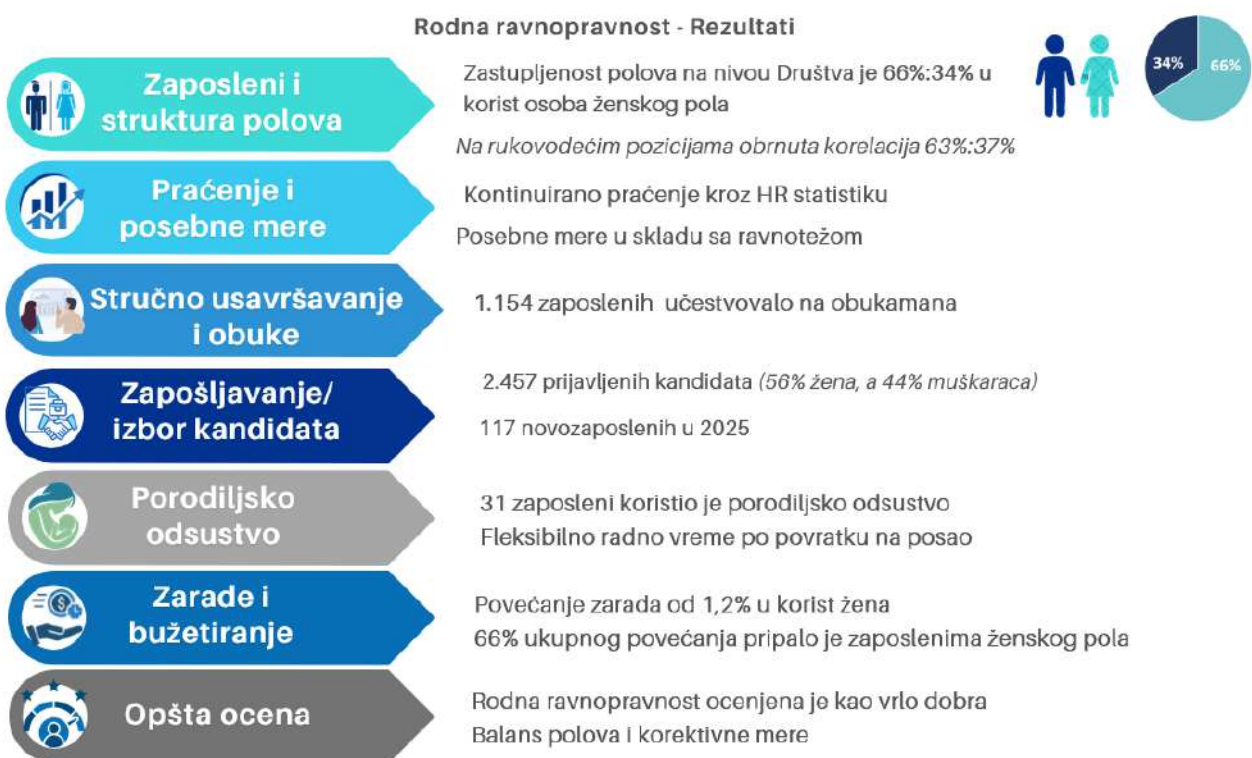 Rodna ravnopravnost - Rezultati
34%
66%
Zaposleni i
struktura polova
Zastupljenost polova na nivou Društva je 66%:34% u
korist osoba ženskog pola
Na rukovodećim pozicijama obrnuta korelacija 63%:37%
Praćenje i
posebne mere
Kontinuirano praćenje kroz HR statistiku
Posebne mere u skladu sa ravnotežom
Stručno usavršavanje
i obuke
1.154 zaposlenih učestvovalo na obukamana
Zapošljavanje/
izbor kandidata
2.457 prijavljenih kandidata (56% žena, a 44% muškaraca)
117 novozaposlenih u 2025
Porodiljsko
odsustvo
31 zaposleni koristio je porodiljsko odsustvo
Fleksibilno radno vreme po povratku na posao
Zarade i
bužetiranje
Povećanje zarada od 1,2% u korist žena
66% ukupnog povećanja pripalo je zaposlenima ženskog pola
Opšta ocena
Rodna ravnopravnost ocenjena je kao vrlo dobra
Balans polova i korektivne mere